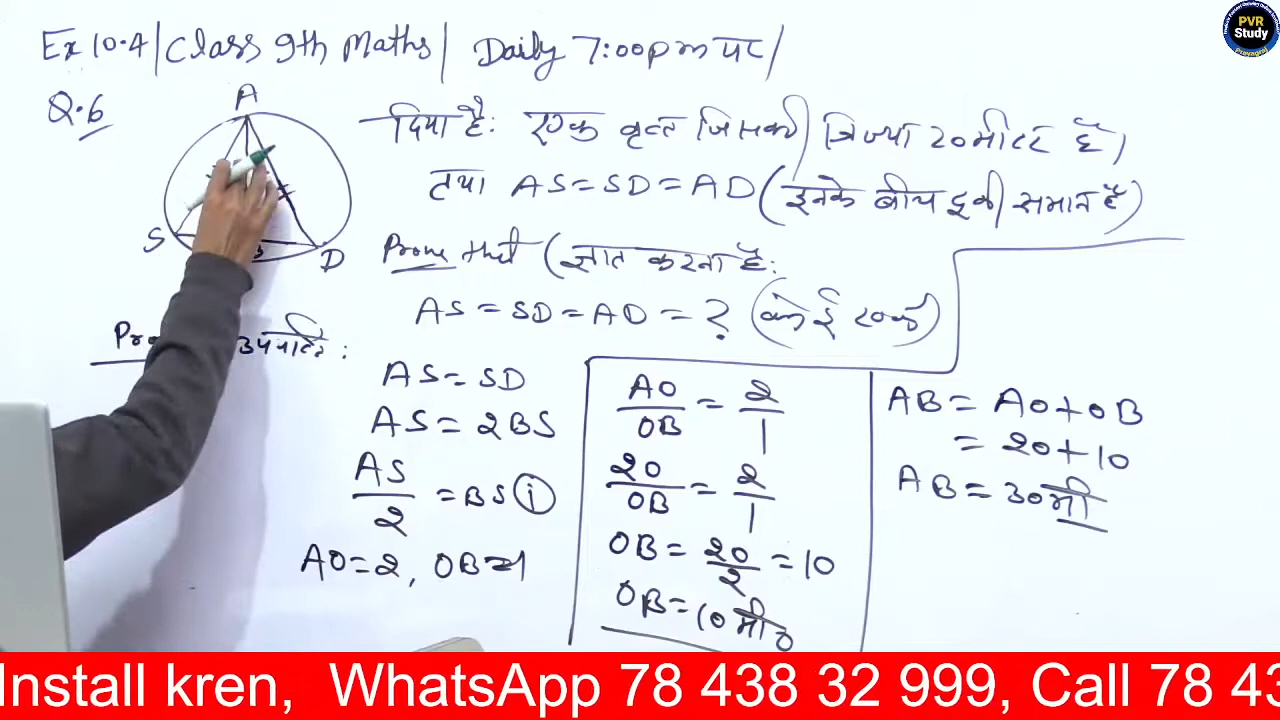 Ex 10.4/Class 9th Maths/ Daily 7:00pm पर/
PVR
Study
Prayagraj
Q.6
A
S
D
दिया है: एक वृत्त जिसकी त्रिज्या 20 मीटर है।
तथा AS=SD=AD (इनके बीच दूरी समान है)
Prove that (ज्ञात करना है:
AS = SD = AD = ? (कोई एक)
उपपत्ति:
AS = SD
AS = 2BS
AS/2 = BS (i)
AO=2, OB=1
AO/OB = 2/1
20/OB = 2/1
OB = 20/2 = 10
OB = 10 मी०
AB = AO+OB
= 20+10
AB = 30 मी
Install kren, WhatsApp 78 438 32 999, Call 78 43